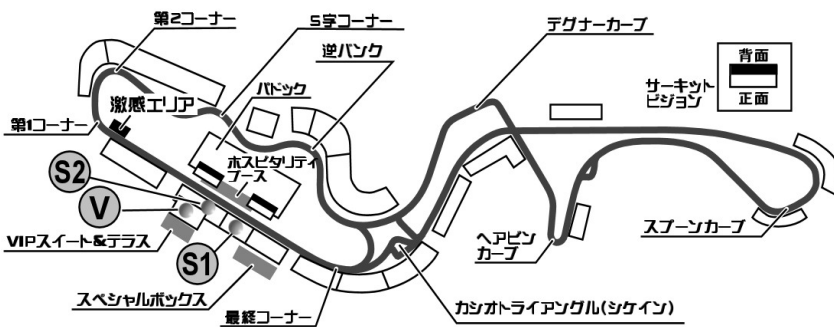 第2コーナー
S字コーナー
逆バンク
デグナーカーブ
パドック
背面
サーキット
ビジョン
正面
激感エリア
第1コーナー
ホスピタリティ
ブース
S2
V
VIPスイート&テラス
S1
スペシャルボックス
最終コーナー
ヘアピン
カーブ
スプーンカーブ
カシオトライアングル(シケイン)